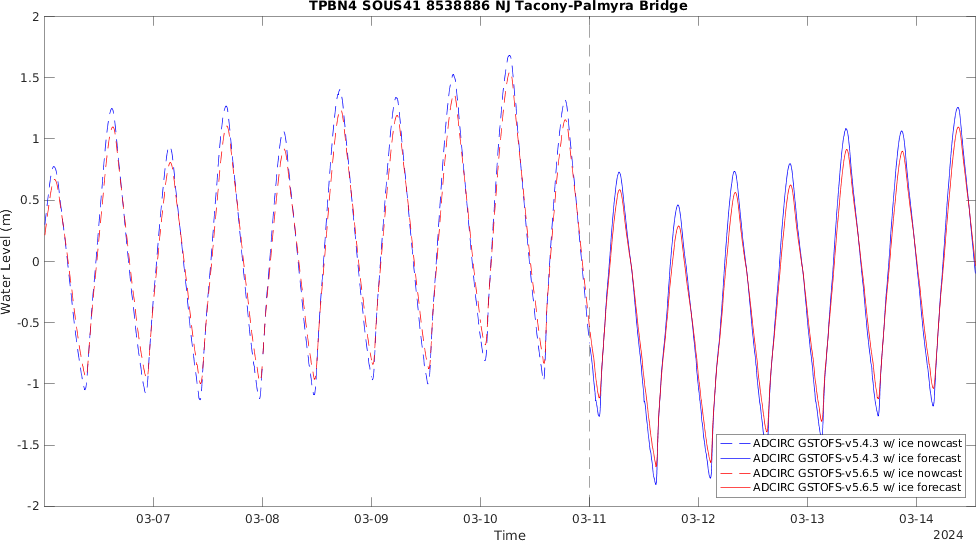 TPBN4 SOUS41 8538886 NJ Tacony-Palmyra Bridge
2
1.5
1
0.5
0
-0.5
-1
-1.5
-2
Water Level (m)
ADCIRC GSTOFS-v5.4.3 w/ ice nowcast
ADCIRC GSTOFS-v5.4.3 w/ ice forecast
ADCIRC GSTOFS-v5.6.5 w/ ice nowcast
ADCIRC GSTOFS-v5.6.5 w/ ice forecast
03-07 03-08 03-09 03-10 03-11 03-12 03-13 03-14
Time
2024